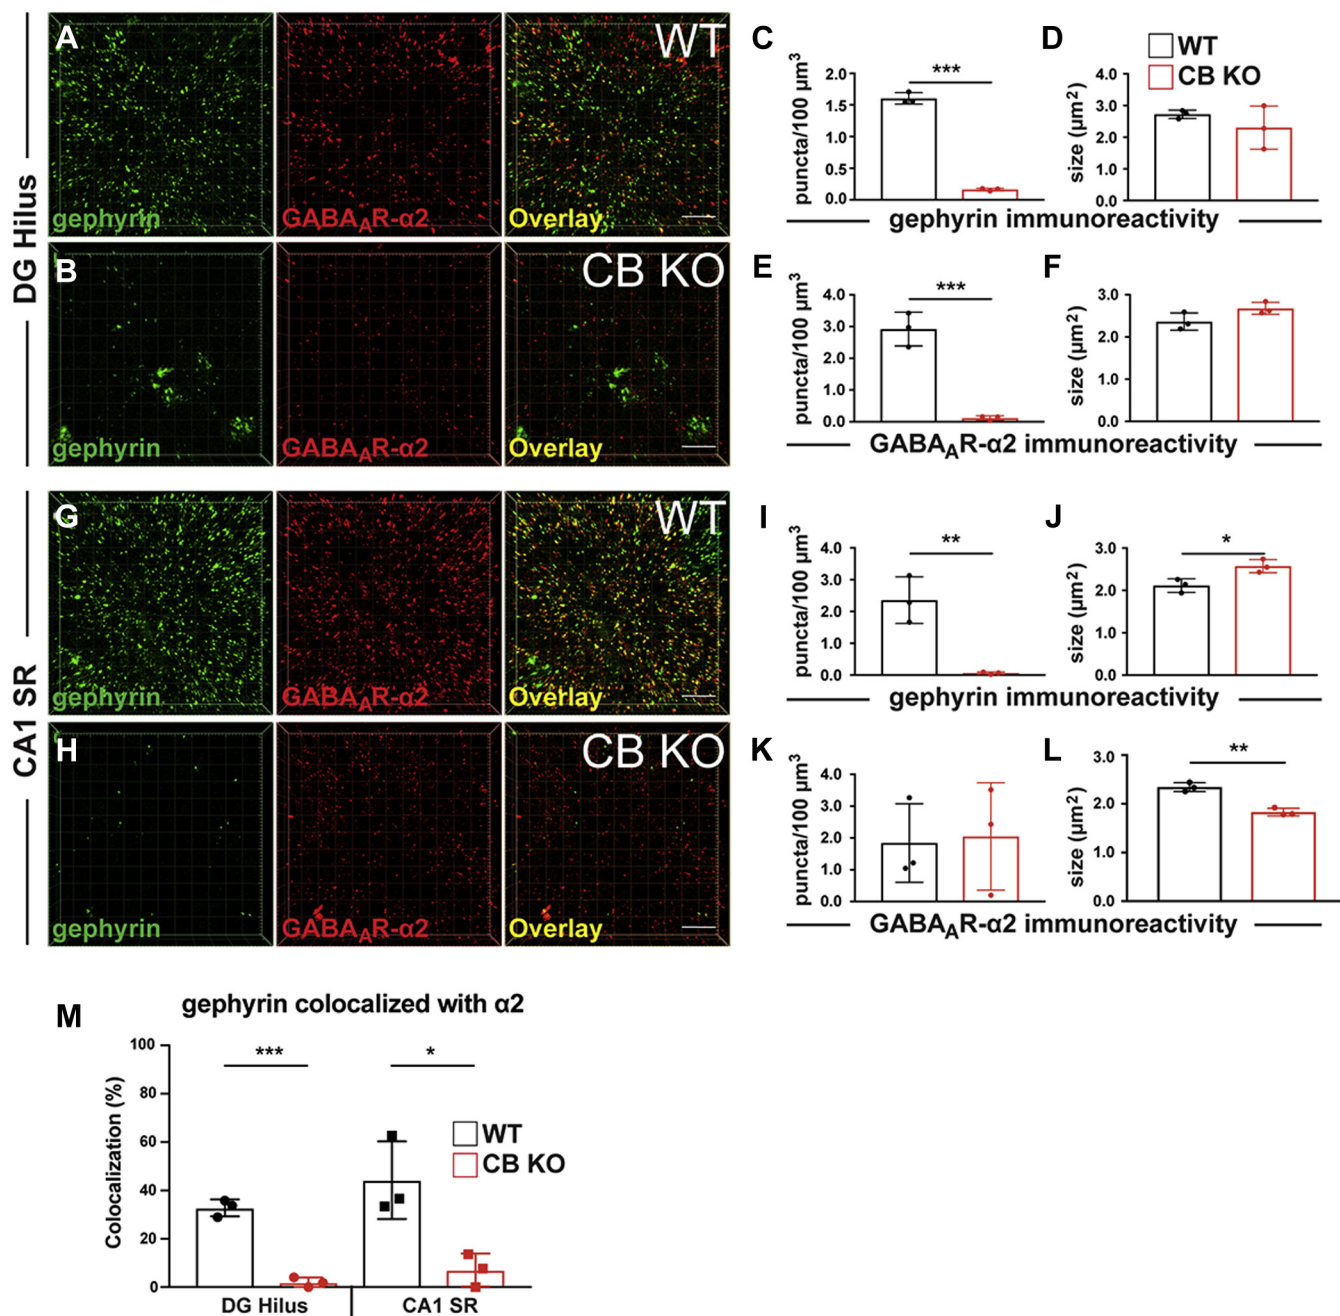 DG Hilus
A
WT
gephyrin
GABA_AR-α2
Overlay
B
CB KO
gephyrin
GABA_AR-α2
Overlay
C
puncta/100 µm³
2.0
1.5
1.0
0.5
0.0
***
D
WT
CB KO
size (µm²)
4.0
3.0
2.0
1.0
0.0
gephyrin immunoreactivity
E
puncta/100 µm³
4.0
3.0
2.0
1.0
0.0
***
F
size (µm²)
3.0
2.0
1.0
0.0
GABA_AR-α2 immunoreactivity
CA1 SR
G
WT
gephyrin
GABA_AR-α2
Overlay
H
CB KO
gephyrin
GABA_AR-α2
Overlay
I
puncta/100 µm³
4.0
3.0
2.0
1.0
0.0
**
J
size (µm²)
3.0
2.0
1.0
0.0
*
gephyrin immunoreactivity
K
puncta/100 µm³
4.0
3.0
2.0
1.0
0.0
L
size (µm²)
3.0
2.0
1.0
0.0
**
GABA_AR-α2 immunoreactivity
M
gephyrin colocalized with α2
Colocalization (%)
100
80
60
40
20
0
***
*
WT
CB KO
DG Hilus
CA1 SR